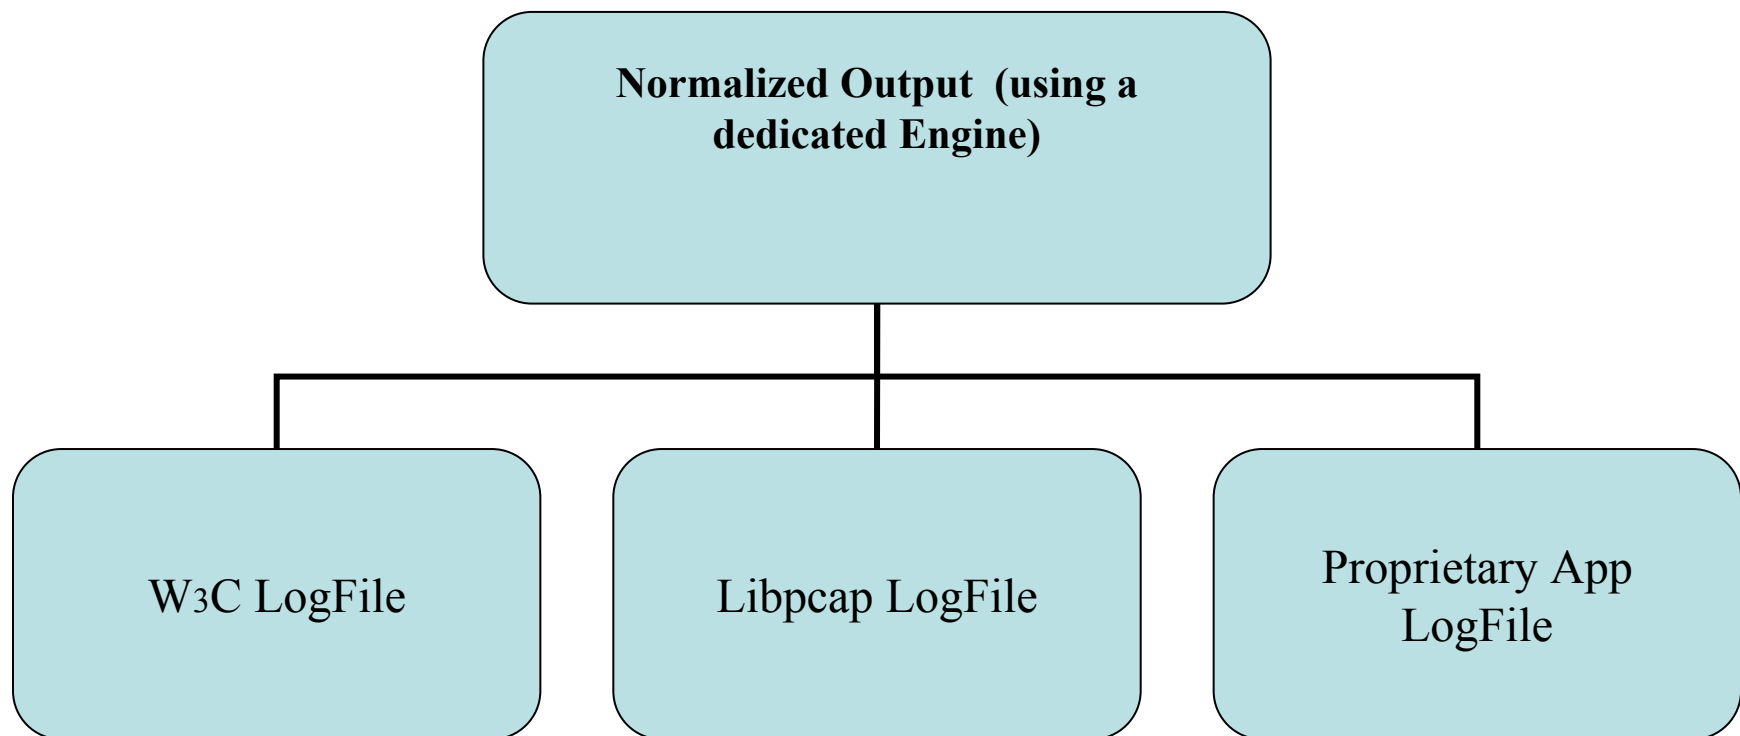 Normalized Output  (using a
dedicated Engine)
W3C LogFile
Libpcap LogFile
Proprietary App
LogFile